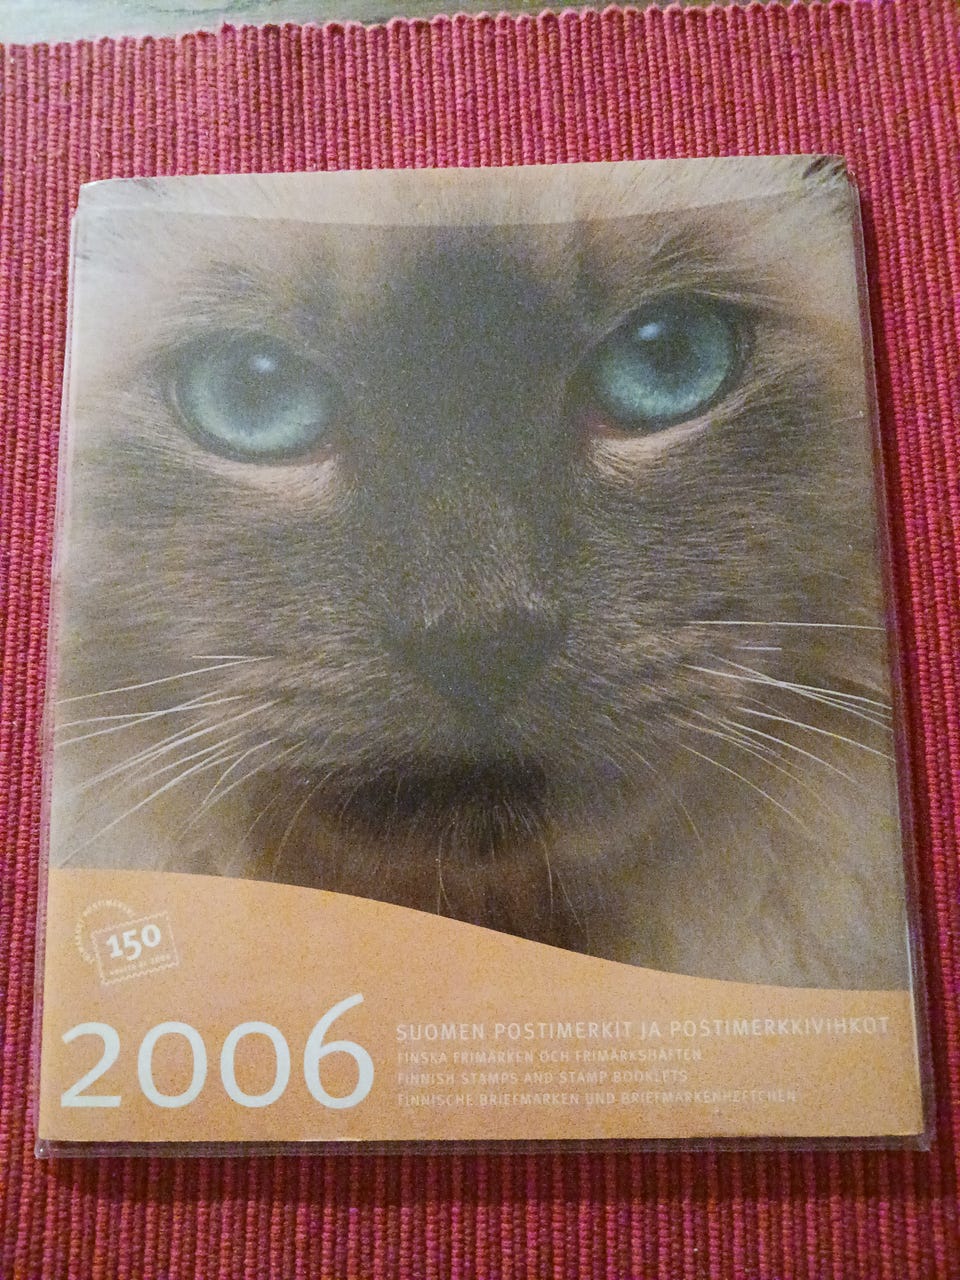 150
2006
SUOMEN POSTIMERKIT JA POSTIMERKKIVIHKOT
FINSKA FRIMÄRKEN OCH FRIMÄRKSHÄFTEN
FINNISH STAMPS AND STAMP BOOKLETS
FINNISCHE BRIEFMARKEN UND BRIEFMARKENHEFTCHEN